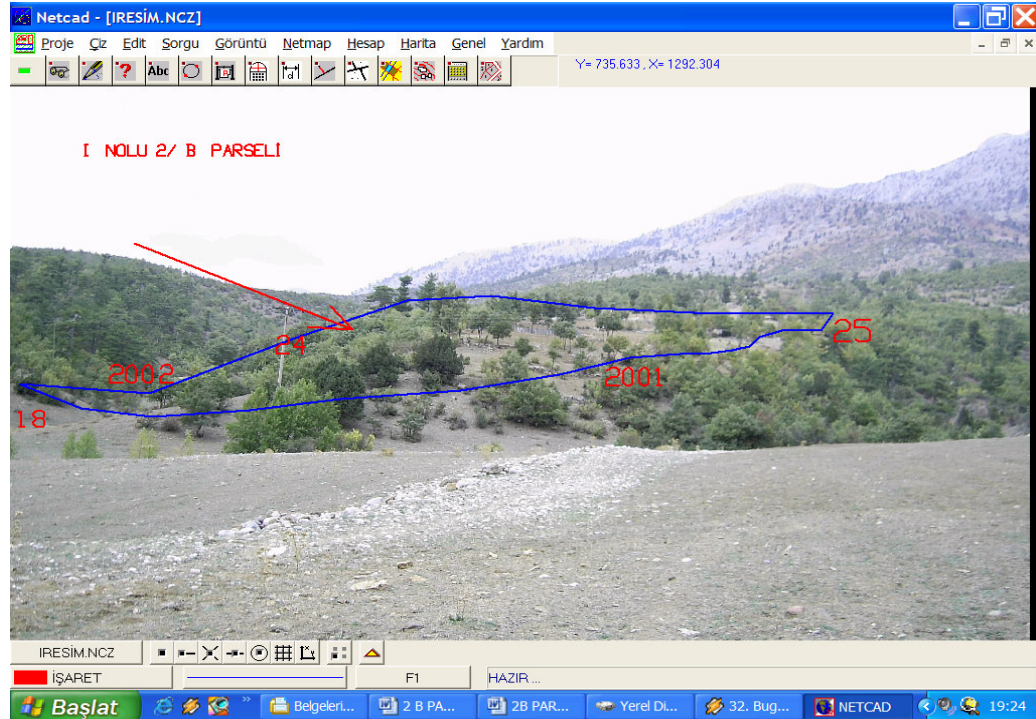 Netcad - [IRESİM.NCZ]
Proje Çiz Edit Sorgu Görüntü Netmap Hesap Harita Genel Yardım
Abc
Y= 735.633 , X= 1292.304
I NOLU 2/ B PARSELİ
24
25
2002
2001
18
IRESİM.NCZ
İŞARET F1 HAZIR ...
Başlat Belgeleri... 2 B PA... 2B PAR... Yerel Di... 32. Bug... NETCAD 19:24